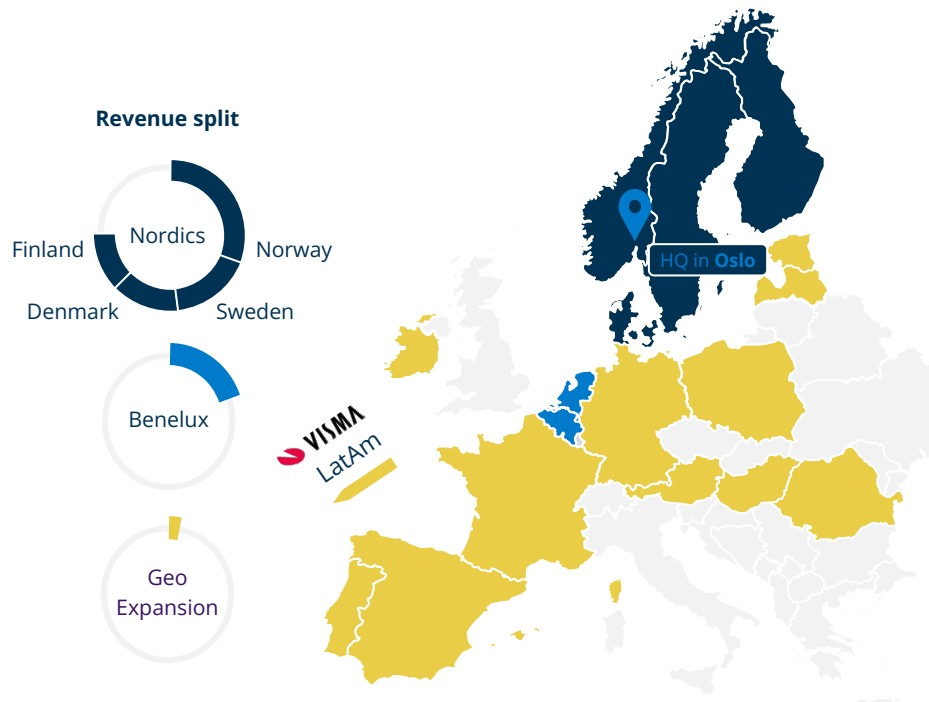 Revenue split
Nordics
Finland
Norway
Denmark
Sweden
HQ in Oslo
Benelux
VISMA
LatAm
Geo
Expansion